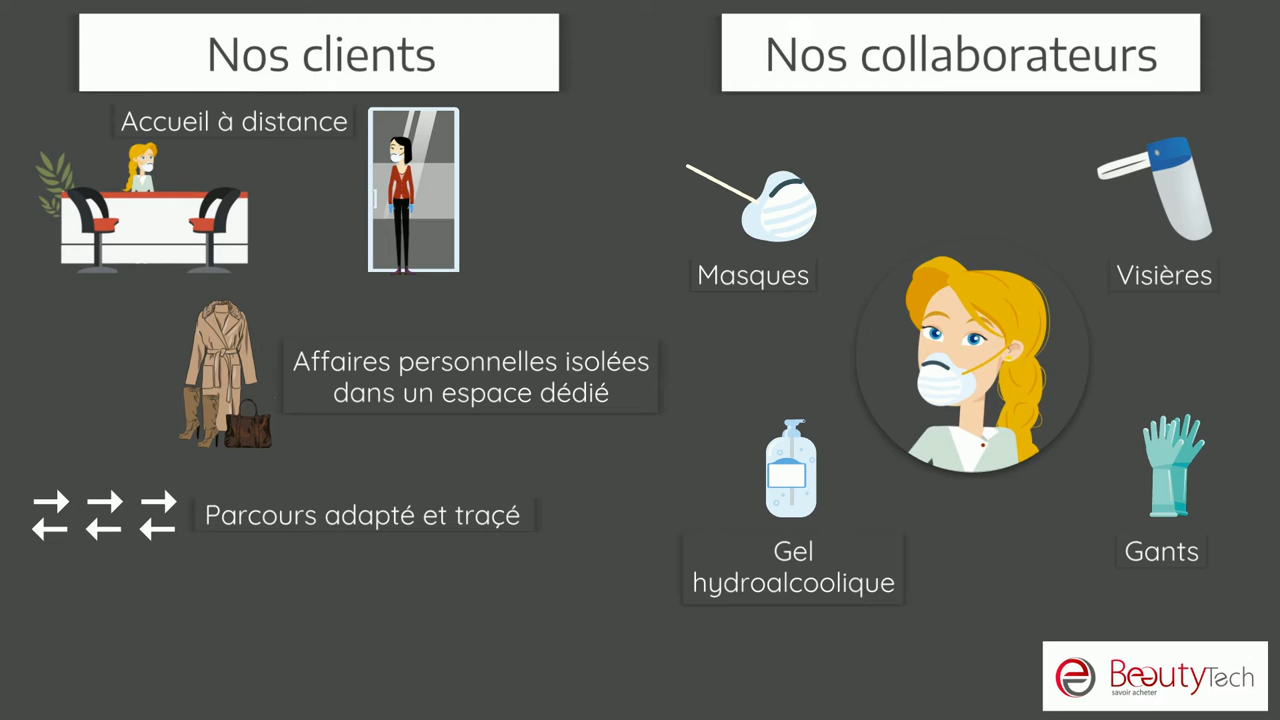 Nos clients
Accueil à distance
Affaires personnelles isolées
dans un espace dédié
Parcours adapté et traçé
Nos collaborateurs
Masques
Visières
Gel
hydroalcoolique
Gants
BeautyTech
savoir acheter